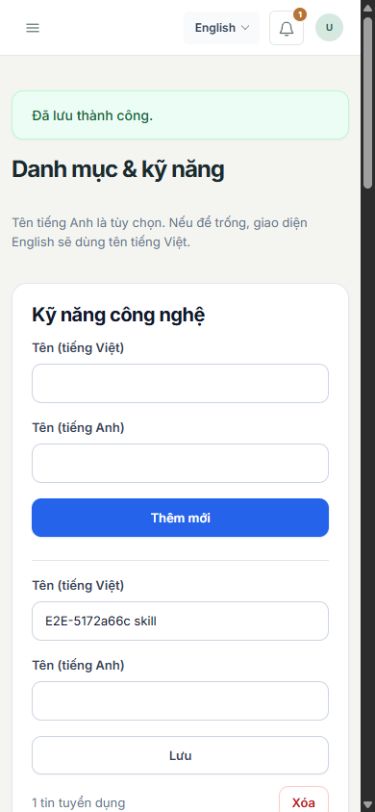 English
1
U
Đã lưu thành công.
Danh mục & kỹ năng
Tên tiếng Anh là tùy chọn. Nếu để trống, giao diện
English sẽ dùng tên tiếng Việt.
Kỹ năng công nghệ
Tên (tiếng Việt)
Tên (tiếng Anh)
Thêm mới
Tên (tiếng Việt)
E2E-5172a66c skill
Tên (tiếng Anh)
Lưu
1 tin tuyển dụng
Xóa